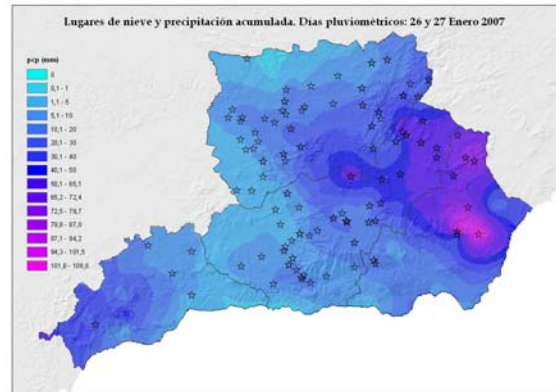 Lugares de nieve y precipitación acumulada. Días pluviométricos: 26 y 27 Enero 2007
pcp (mm)
0
0,1 - 1
1,1 - 5
5,1 - 10
10,1 - 20
20,1 - 30
30,1 - 40
40,1 - 50
50,1 - 65,1
65,2 - 72,4
72,5 - 79,7
79,8 - 87,0
87,1 - 94,2
94,3 - 101,5
101,6 - 108,8